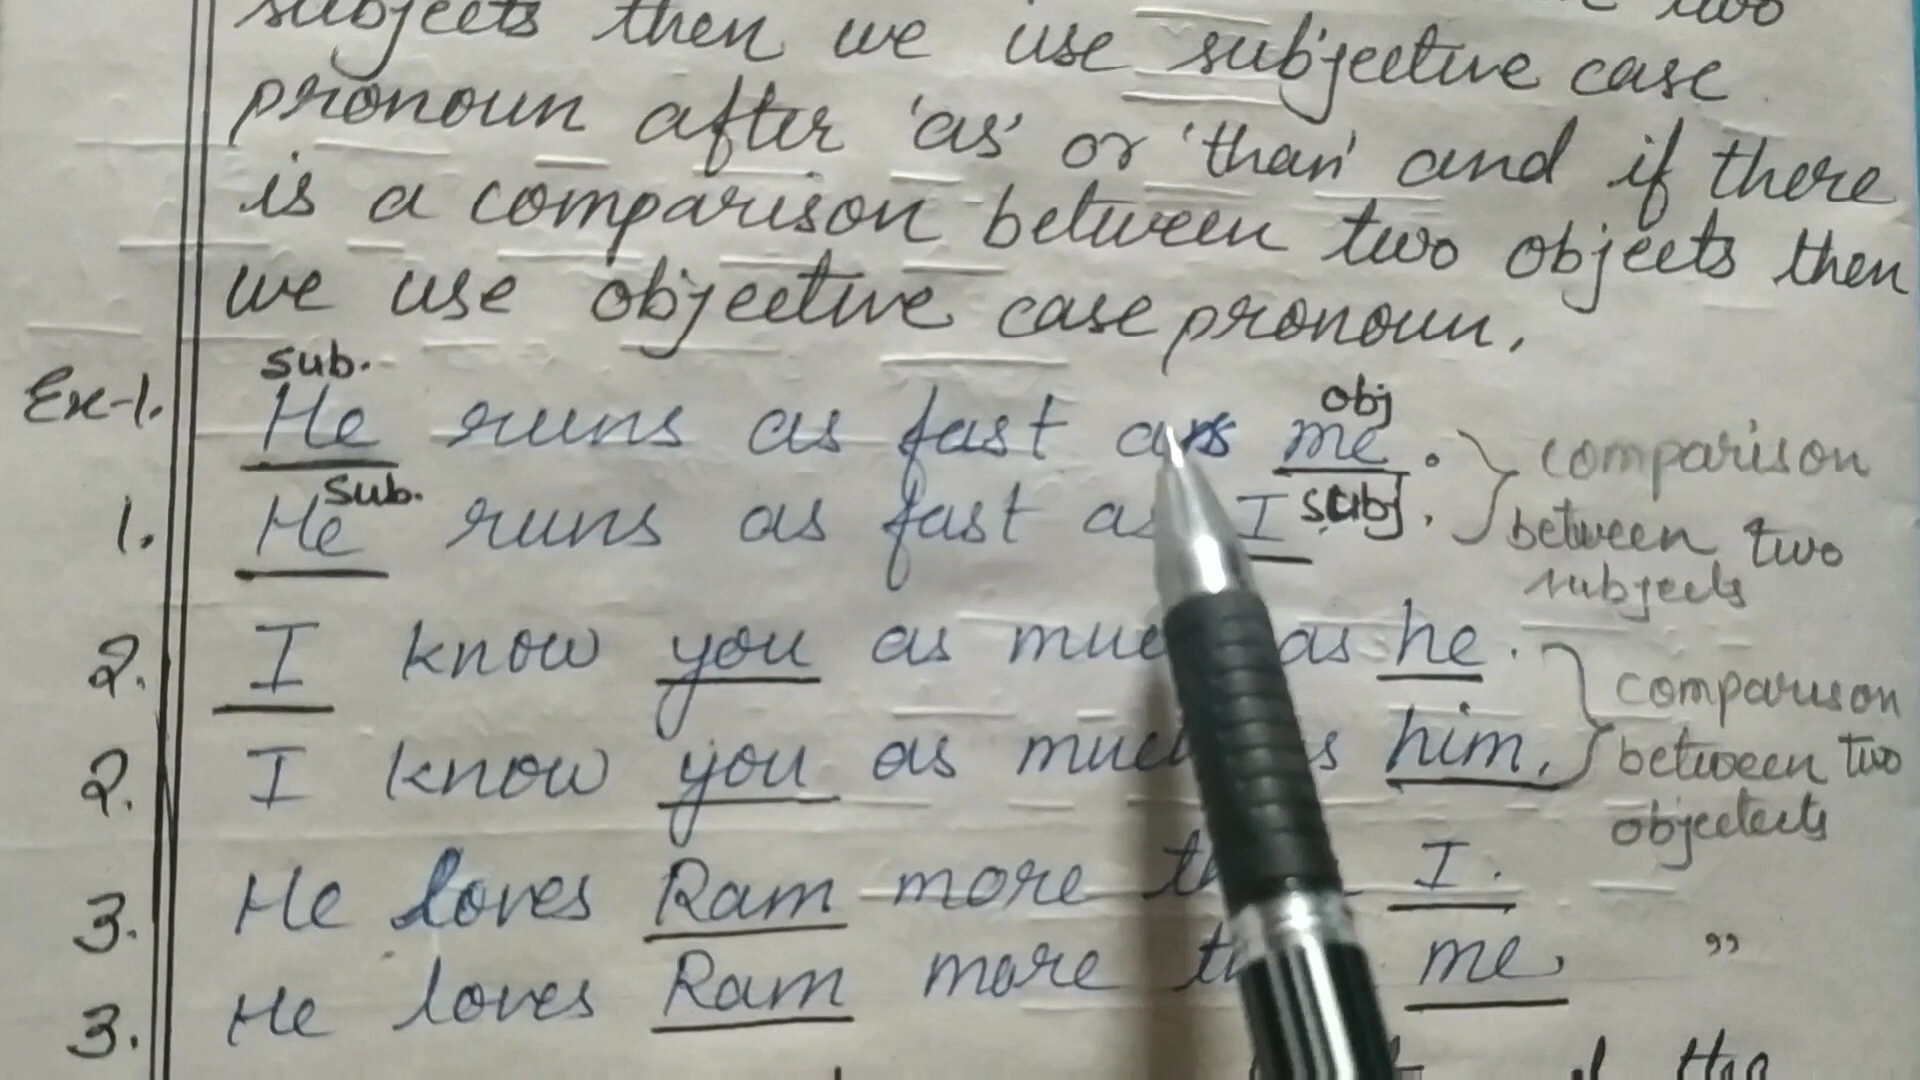 two
subjects then we use subjective case
pronoun after 'as' or 'than' and if there
is a comparison between two objects then
we use objective case pronoun.
sub. obj
Ex-1. He runs as fast as me. comparison
sub. subj.
1. He runs as fast as I between two
subjects
2. I know you as much as he. comparison
2. I know you as much as him. between two
objectects
3. He loves Ram more I.
3. He loves Ram more me. "
the